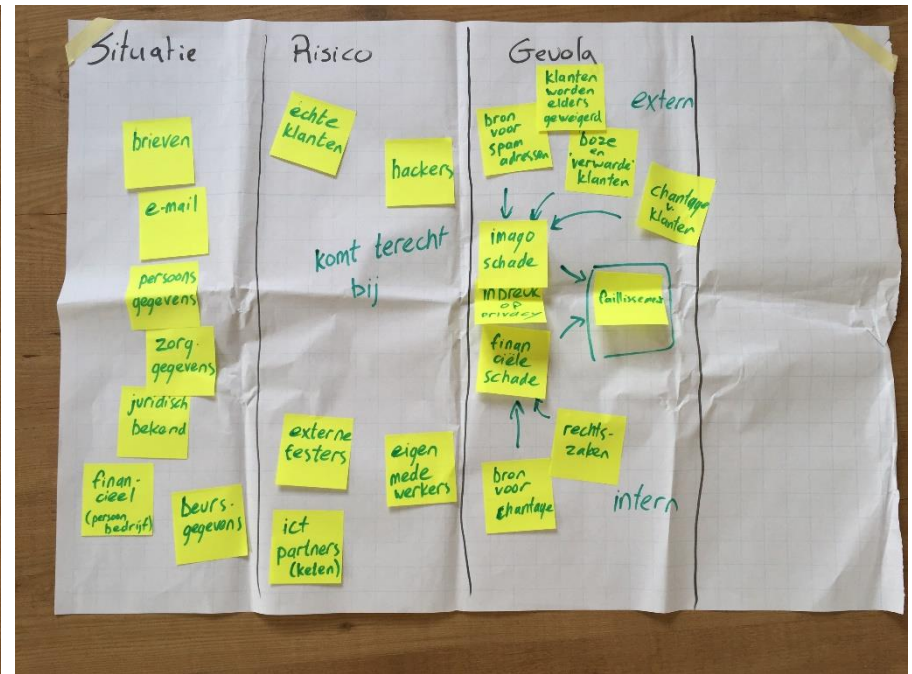 Situatie
brieven
e-mail
persoons
gegevens
zorg-
gegevens
juridisch
bekend
finan-
cieel
(persoon
bedrijf)
beurs-
gegevens
Risico
echte
klanten
hackers
komt terecht
bij
externe
testers
eigen
mede
werkers
ict
partners
(keten)
Gevolg
extern
klanten
worden
elders
geweigerd
bron
voor
spam
adressen
boze
en
'verwarde'
klanten
chantage
v.
klanten
imago
schade
inbreuk
op
privacy
finan
ciële
schade
faillissement
rechts-
zaken
bron
voor
chantage
intern